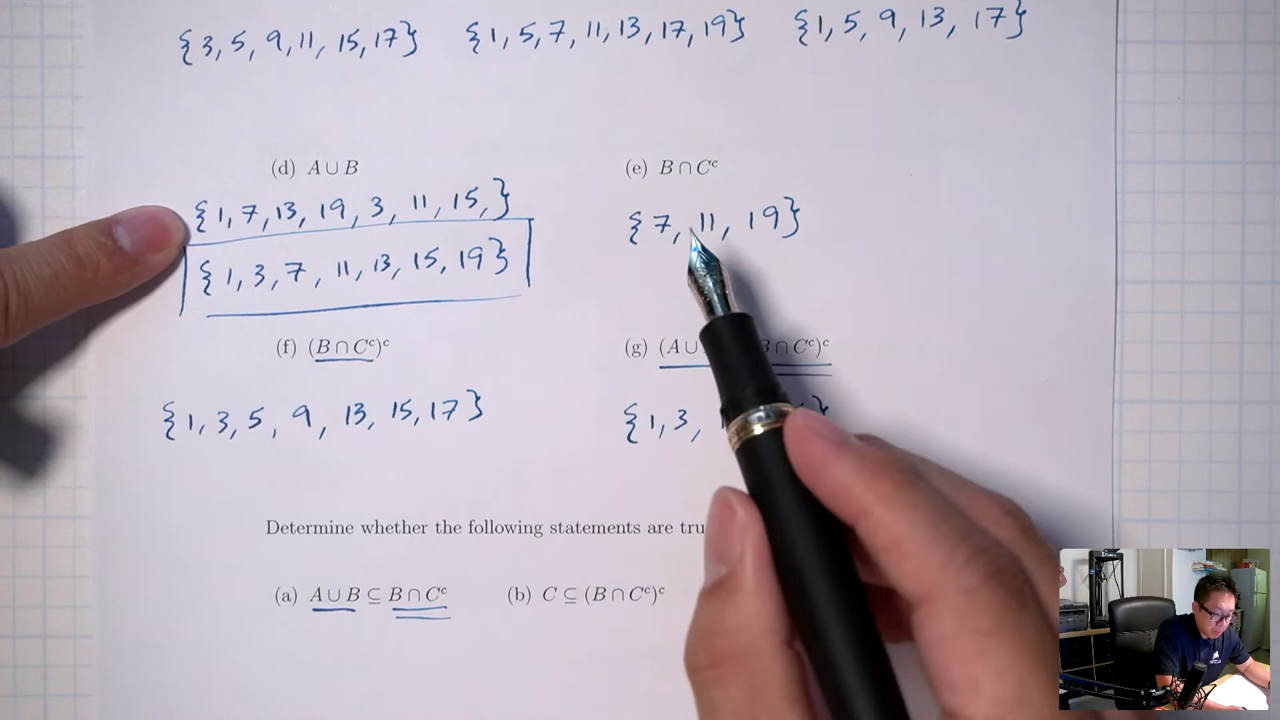 {3, 5, 9, 11, 15, 17} {1, 5, 7, 11, 13, 17, 19} {1, 5, 9, 13, 17}
(d) A ∪ B (e) B ∩ Cᶜ
{1, 7, 13, 19, 3, 11, 15,} {7, 11, 19}
{1, 3, 7, 11, 13, 15, 19}
(f) (B ∩ Cᶜ)ᶜ (g) (A ∪ B ∩ Cᶜ)ᶜ
{1, 3, 5, 9, 13, 15, 17} {1, 3,
Determine whether the following statements are
(a) A ∪ B ⊆ B ∩ Cᶜ (b) C ⊆ (B ∩ Cᶜ)ᶜ